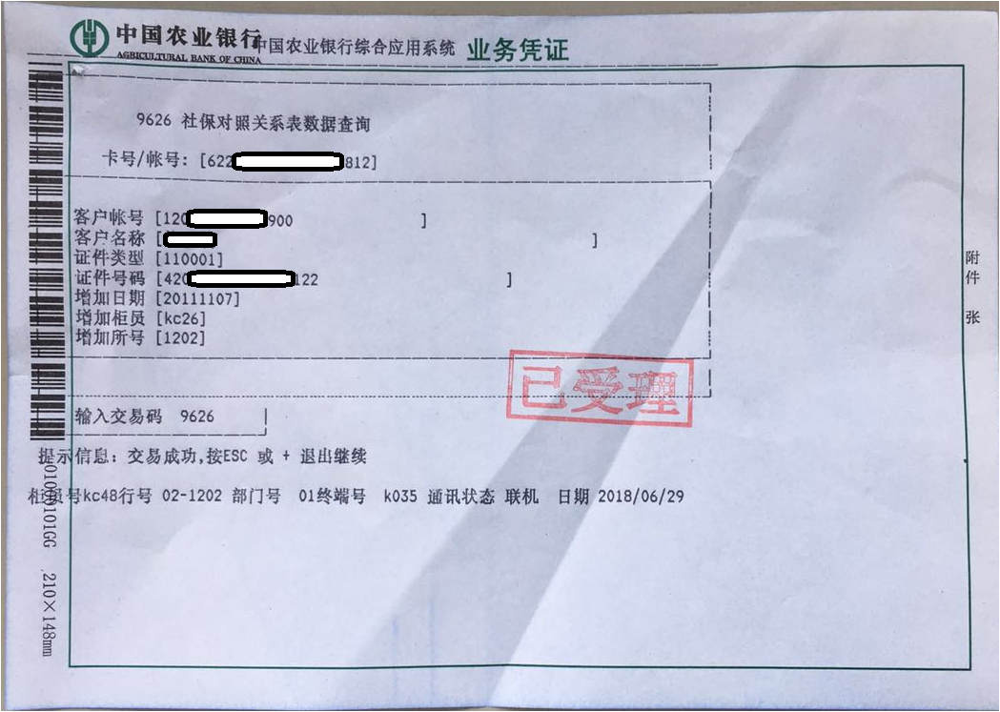 中国农业银行
AGRICULTURAL BANK OF CHINA
中国农业银行综合应用系统 业务凭证
9626 社保对照关系表数据查询
卡号/帐号: [622 812]
客户帐号 [120 900 ]
客户名称 [ ]
证件类型 [110001]
证件号码 [420 122 ]
增加日期 [20111107]
增加柜员 [kc26]
增加所号 [1202]
已受理
输入交易码 9626
提示信息: 交易成功,按ESC 或 + 退出继续
柜员号kc48行号 02-1202 部门号 01终端号 k035 通讯状态 联机 日期 2018/06/29
210×148mm
附件 张